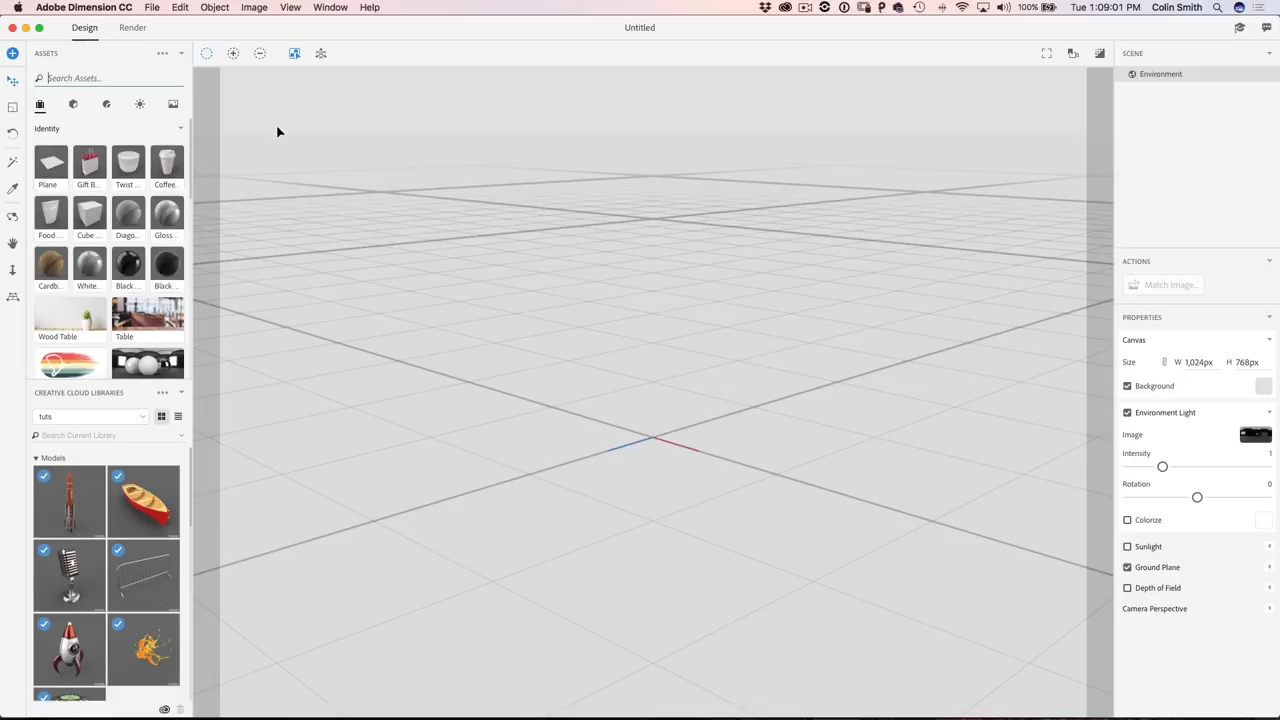 Adobe Dimension CC File Edit Object Image View Window Help 100% Tue 1:09:01 PM Colin Smith
Design Render Untitled
ASSETS
Search Assets...
Identity
Plane Gift B... Twist ... Coffee...
Food ... Cube ... Diago... Gloss...
Cardb... White... Black ... Black ...
Wood Table Table
CREATIVE CLOUD LIBRARIES
tuts
Search Current Library
Models
SCENE
Environment
ACTIONS
Match Image...
PROPERTIES
Canvas
Size W 1,024px H 768px
Background
Environment Light
Image
Intensity 1
Rotation 0
Colorize
Sunlight
Ground Plane
Depth of Field
Camera Perspective